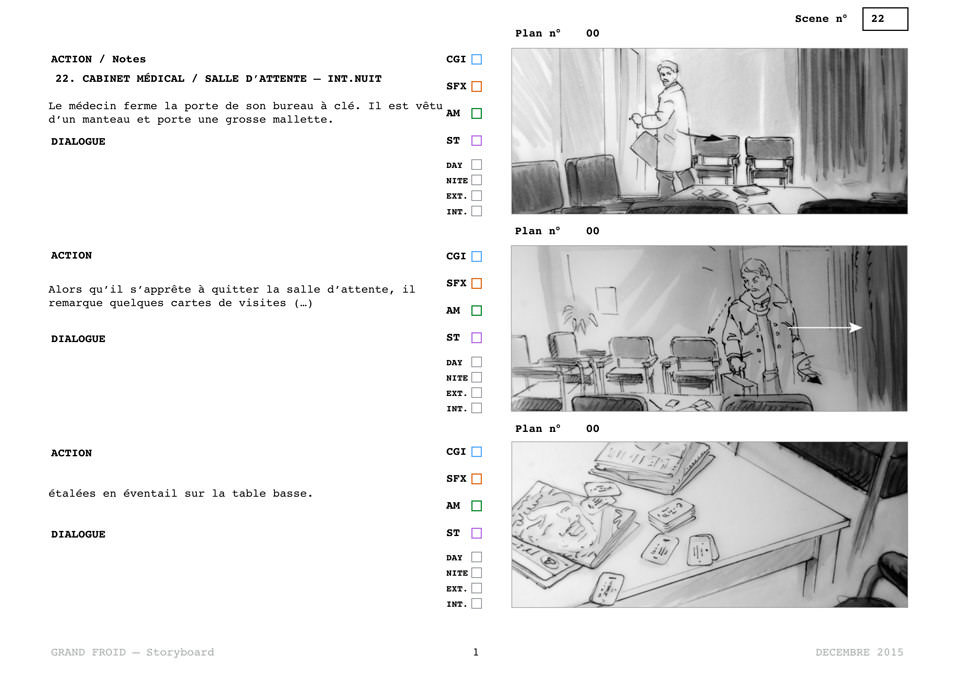 Scene nº 22
Plan nº 00
ACTION / Notes
CGI
22. CABINET MÉDICAL / SALLE D’ATTENTE – INT.NUIT
SFX
Le médecin ferme la porte de son bureau à clé. Il est vêtu
d’un manteau et porte une grosse mallette.
AM
DIALOGUE
ST
DAY
NITE
EXT.
INT.
Plan nº 00
ACTION
CGI
SFX
Alors qu’il s’apprête à quitter la salle d’attente, il
remarque quelques cartes de visites (…)
AM
DIALOGUE
ST
DAY
NITE
EXT.
INT.
Plan nº 00
ACTION
CGI
SFX
étalées en éventail sur la table basse.
AM
DIALOGUE
ST
DAY
NITE
EXT.
INT.
GRAND FROID – Storyboard
1
DECEMBRE 2015